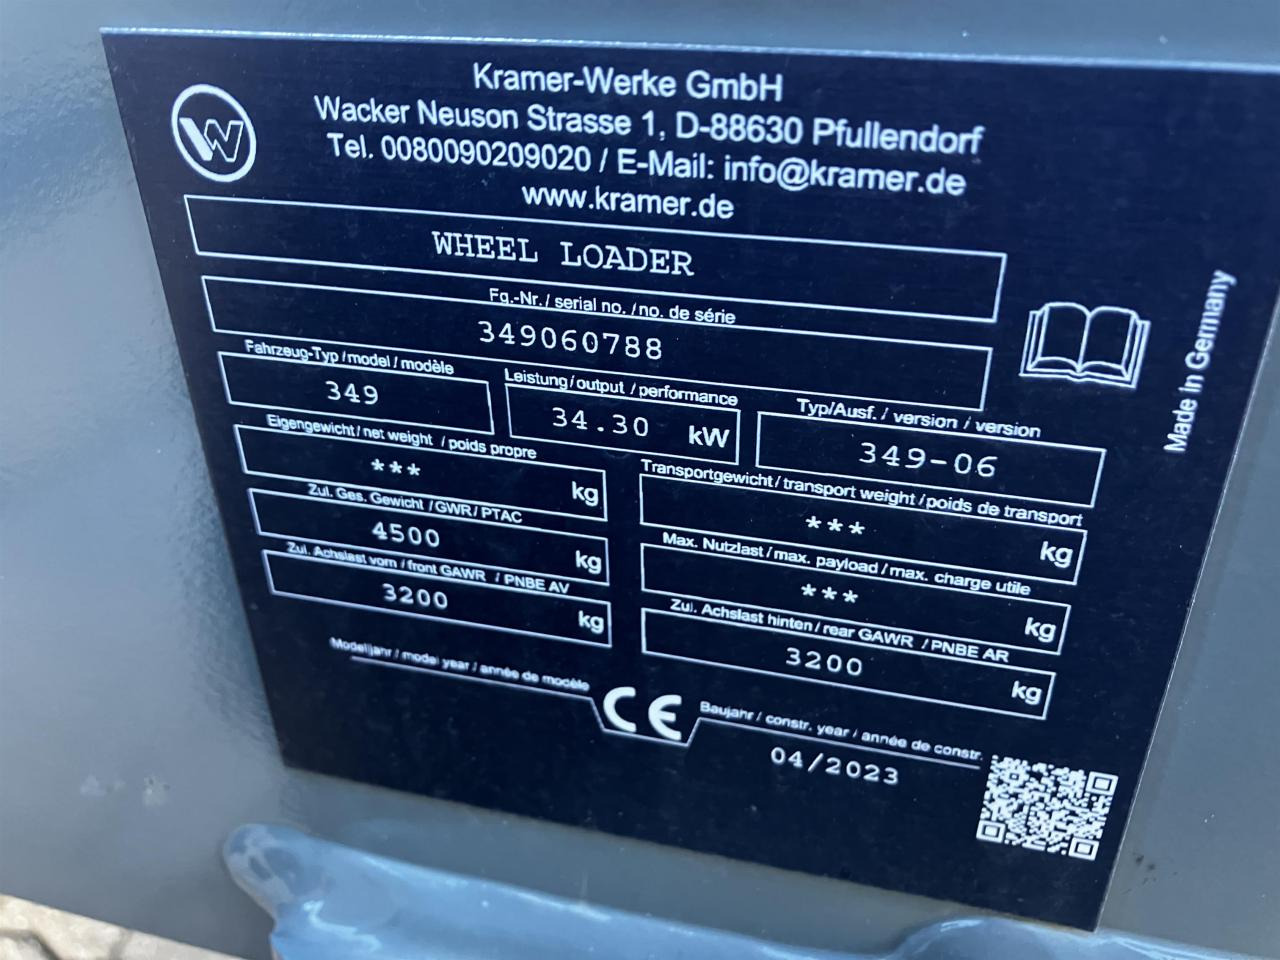 Kramer-Werke GmbH
Wacker Neuson Strasse 1, D-88630 Pfullendorf
Tel. 0080090209020 / E-Mail: info@kramer.de
www.kramer.de
WHEEL LOADER
Fg.-Nr./ serial no. /no. de série
349060788
Fahrzeug-Typ /model / modèle
349
Leistung/output /performance
34.30 kW
Typ/Ausf. / version / version
349-06
Eigengewicht/net weight /poids propre
*** kg
Transportgewicht/transport weight/poids de transport
*** kg
Zul. Ges. Gewicht /GWR/ PTAC
4500 kg
Max. Nutzlast/max. payload/max. charge utile
*** kg
Zul. Achslast vorn /front GAWR / PNBE AV
3200 kg
Zul. Achslast hinten/rear GAWR / PNBE AR
3200 kg
Modelljahr / model year / année de modèle
CE
Baujahr / constr. year / année de constr.
04/2023
Made in Germany